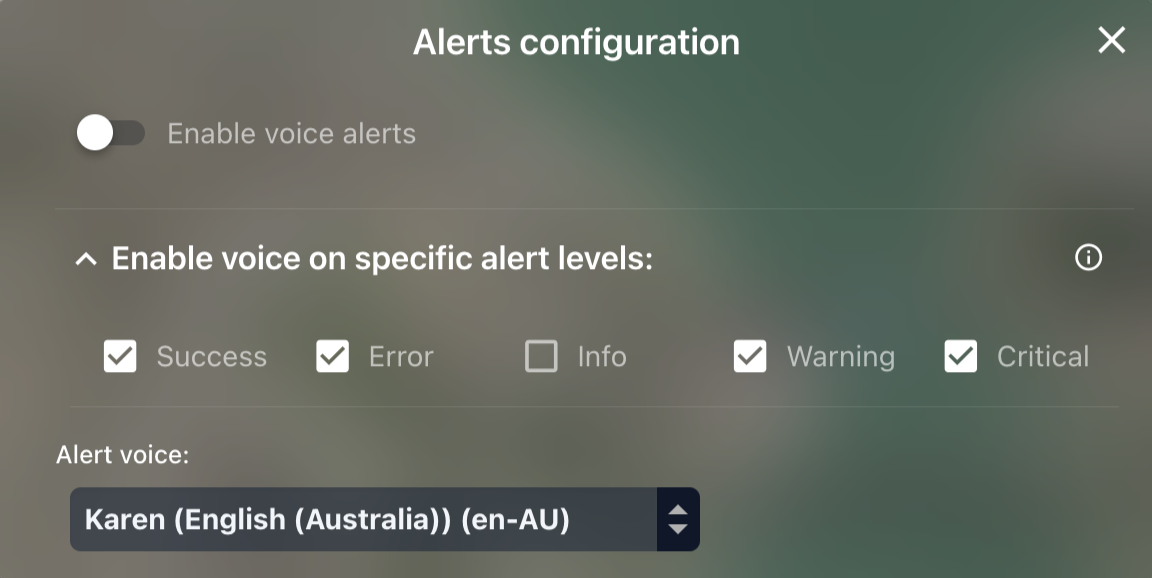 Alerts configuration
Enable voice alerts
Enable voice on specific alert levels:
Success Error Info Warning Critical
Alert voice:
Karen (English (Australia)) (en-AU)